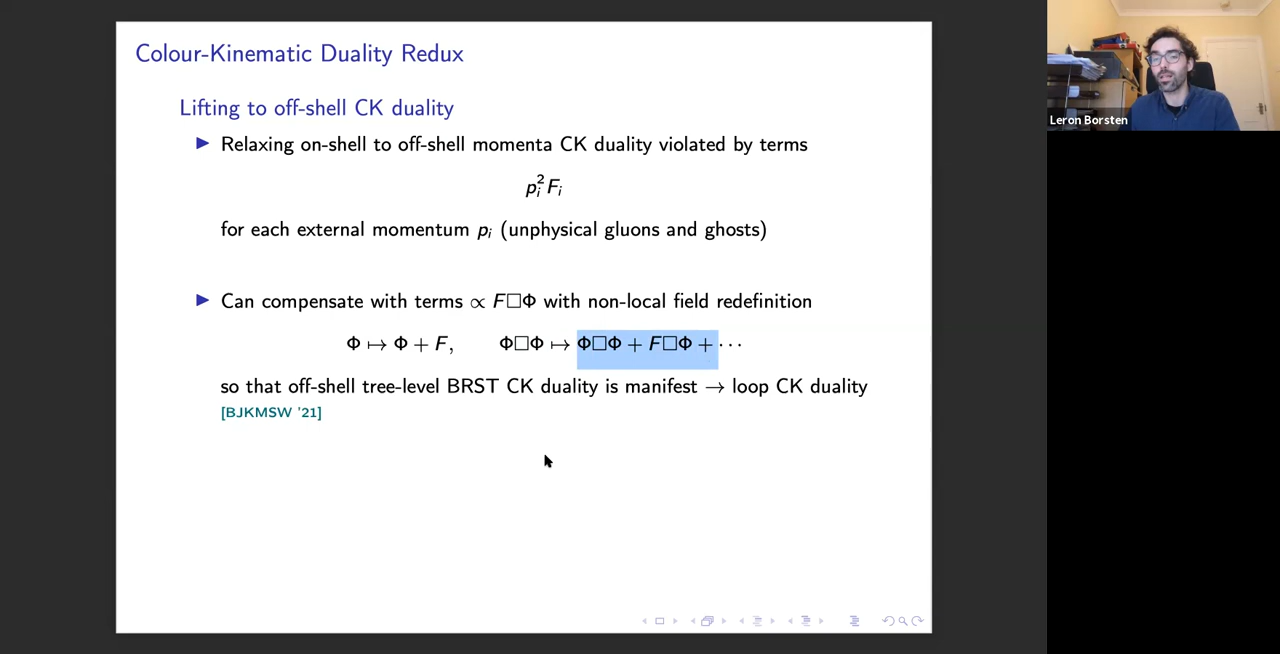 Colour-Kinematic Duality Redux
Lifting to off-shell CK duality
▶ Relaxing on-shell to off-shell momenta CK duality violated by terms
p_i^2 F_i
for each external momentum p_i (unphysical gluons and ghosts)
▶ Can compensate with terms ∝ F□Φ with non-local field redefinition
Φ ↦ Φ + F, Φ□Φ ↦ Φ□Φ + F□Φ + ···
so that off-shell tree-level BRST CK duality is manifest → loop CK duality
[BJKMSW '21]
Leron Borsten